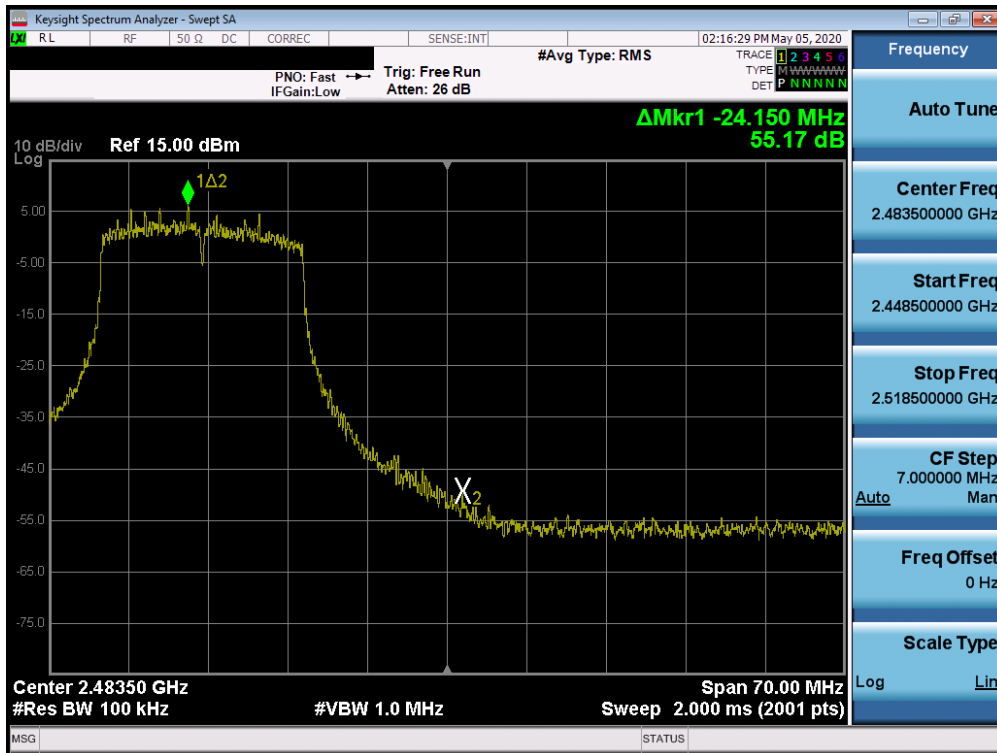 Keysight Spectrum Analyzer - Swept SA
LXI RL RF 50 Ω DC CORREC SENSE:INT 02:16:29 PM May 05, 2020
#Avg Type: RMS TRACE 1 2 3 4 5 6
PNO: Fast Trig: Free Run TYPE M WWWWW
IFGain:Low Atten: 26 dB DET P N N N N N
ΔMkr1 -24.150 MHz
55.17 dB
10 dB/div Ref 15.00 dBm
Log
1Δ2
5.00
-5.00
-15.0
-25.0
-35.0
-45.0
2
-55.0
-65.0
-75.0
Center 2.48350 GHz Span 70.00 MHz
#Res BW 100 kHz #VBW 1.0 MHz Sweep 2.000 ms (2001 pts)
MSG STATUS
Frequency
Auto Tune
Center Freq
2.483500000 GHz
Start Freq
2.448500000 GHz
Stop Freq
2.518500000 GHz
CF Step
7.000000 MHz
Auto Man
Freq Offset
0 Hz
Scale Type
Log Lin